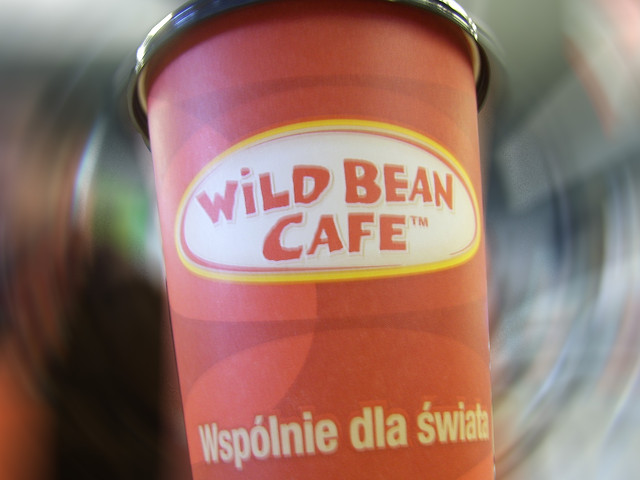 WiLD BEAN
CAFE™
Wspólnie dla świata